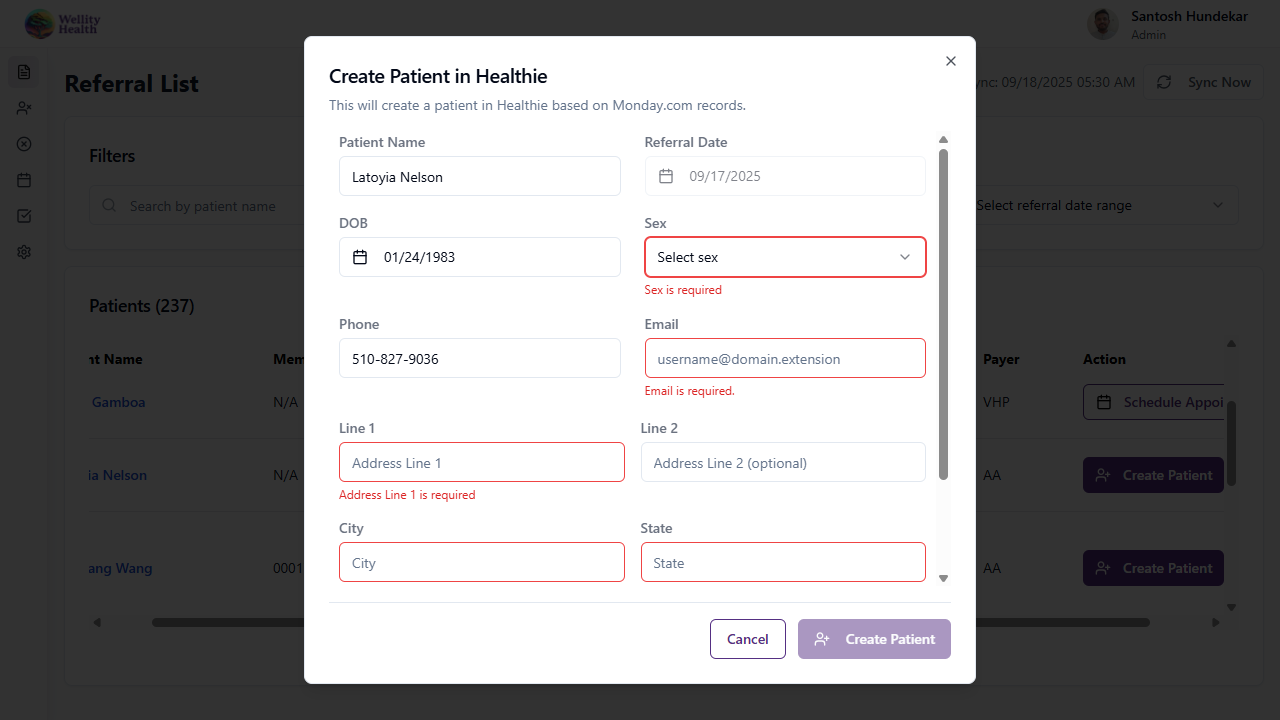 Wellity
Health
Santosh Hundekar
Admin
Referral List
ync: 09/18/2025 05:30 AM
Sync Now
Filters
Search by patient name
Select referral date range
Patients (237)
nt Name
Mem
Payer
Action
Gamboa
N/A
VHP
Schedule Appoi
ia Nelson
N/A
AA
Create Patient
ang Wang
0001
AA
Create Patient
Create Patient in Healthie
This will create a patient in Healthie based on Monday.com records.
Patient Name
Referral Date
Latoyia Nelson
09/17/2025
DOB
Sex
01/24/1983
Select sex
Sex is required
Phone
Email
510-827-9036
username@domain.extension
Email is required.
Line 1
Line 2
Address Line 1
Address Line 2 (optional)
Address Line 1 is required
City
State
City
State
Cancel
Create Patient